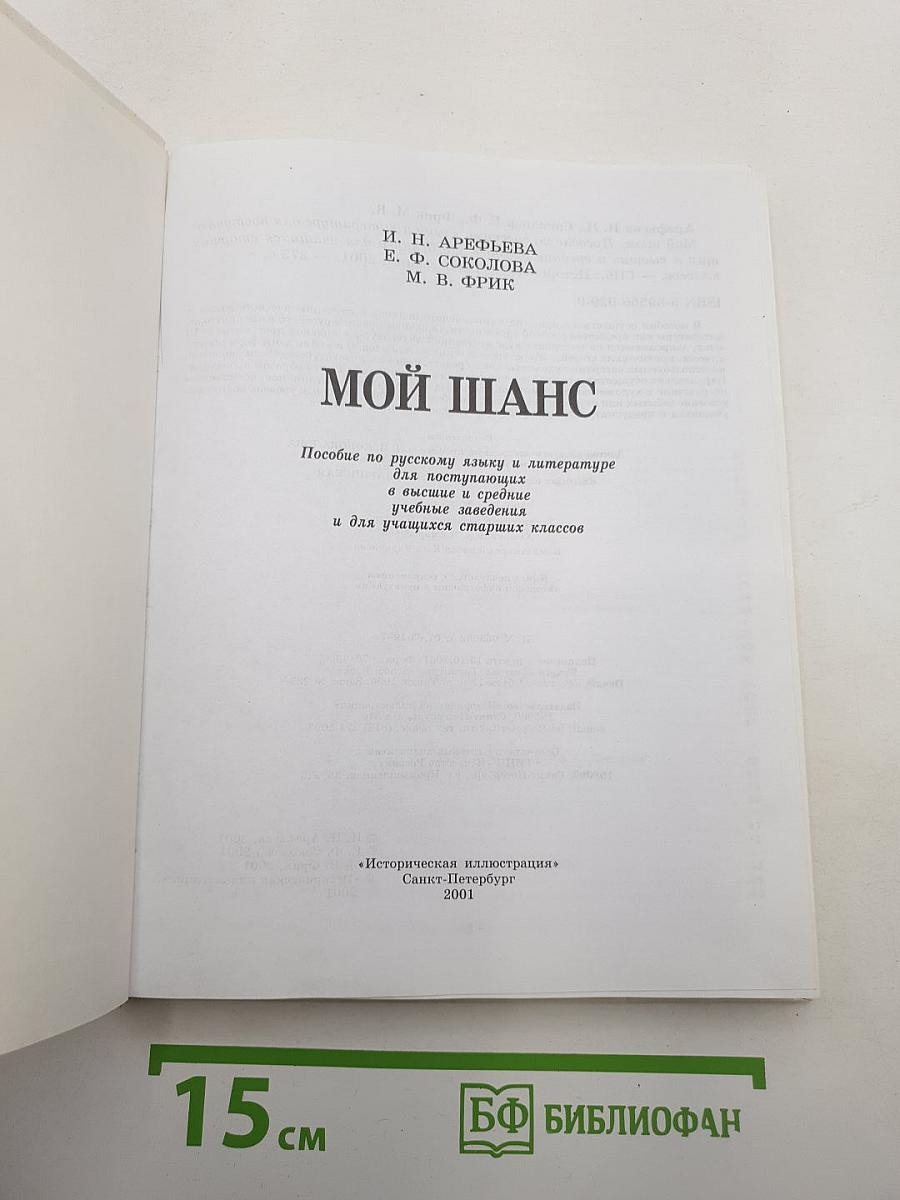 И. Н. АРЕФЬЕВА
Е. Ф. СОКОЛОВА
М. В. ФРИК
МОЙ ШАНС
Пособие по русскому языку и литературе
для поступающих
в высшие и средние
учебные заведения
и для учащихся старших классов
«Историческая иллюстрация»
Санкт-Петербург
2001
15 см
БФ БИБЛИОФАН